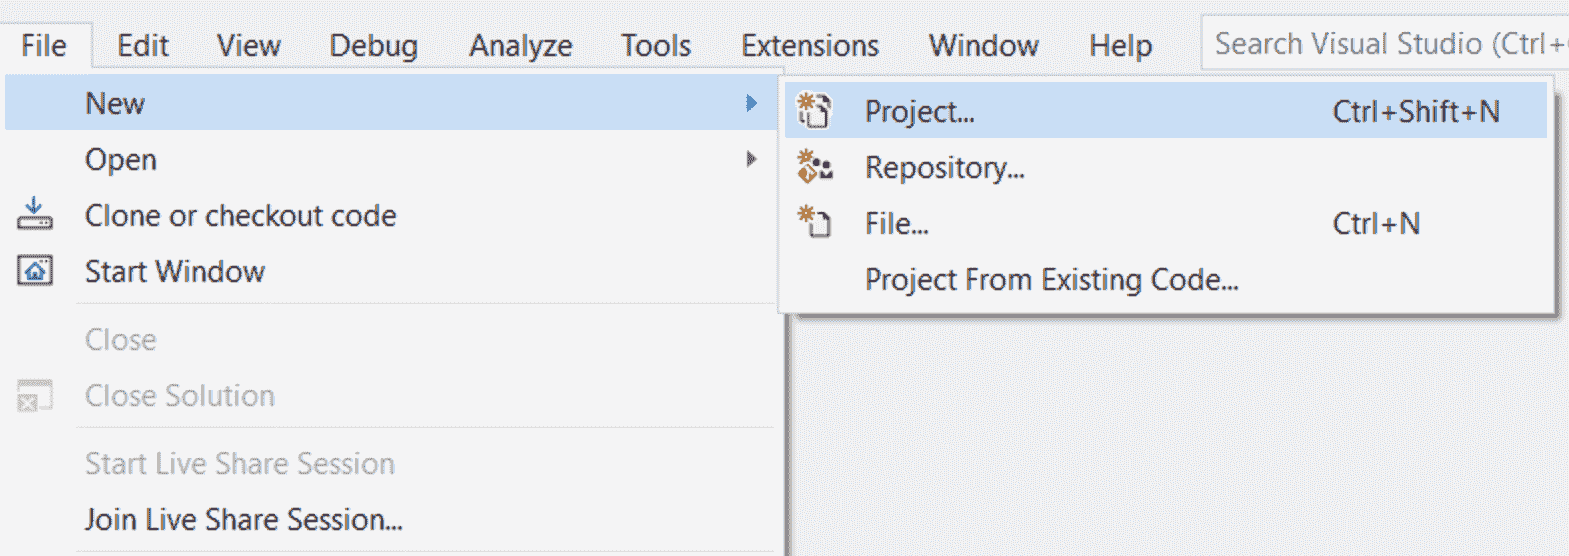 File Edit View Debug Analyze Tools Extensions Window Help Search Visual Studio (Ctrl+
New
Project... Ctrl+Shift+N
Open
Repository...
Clone or checkout code
File... Ctrl+N
Start Window
Project From Existing Code...
Close
Close Solution
Start Live Share Session
Join Live Share Session...